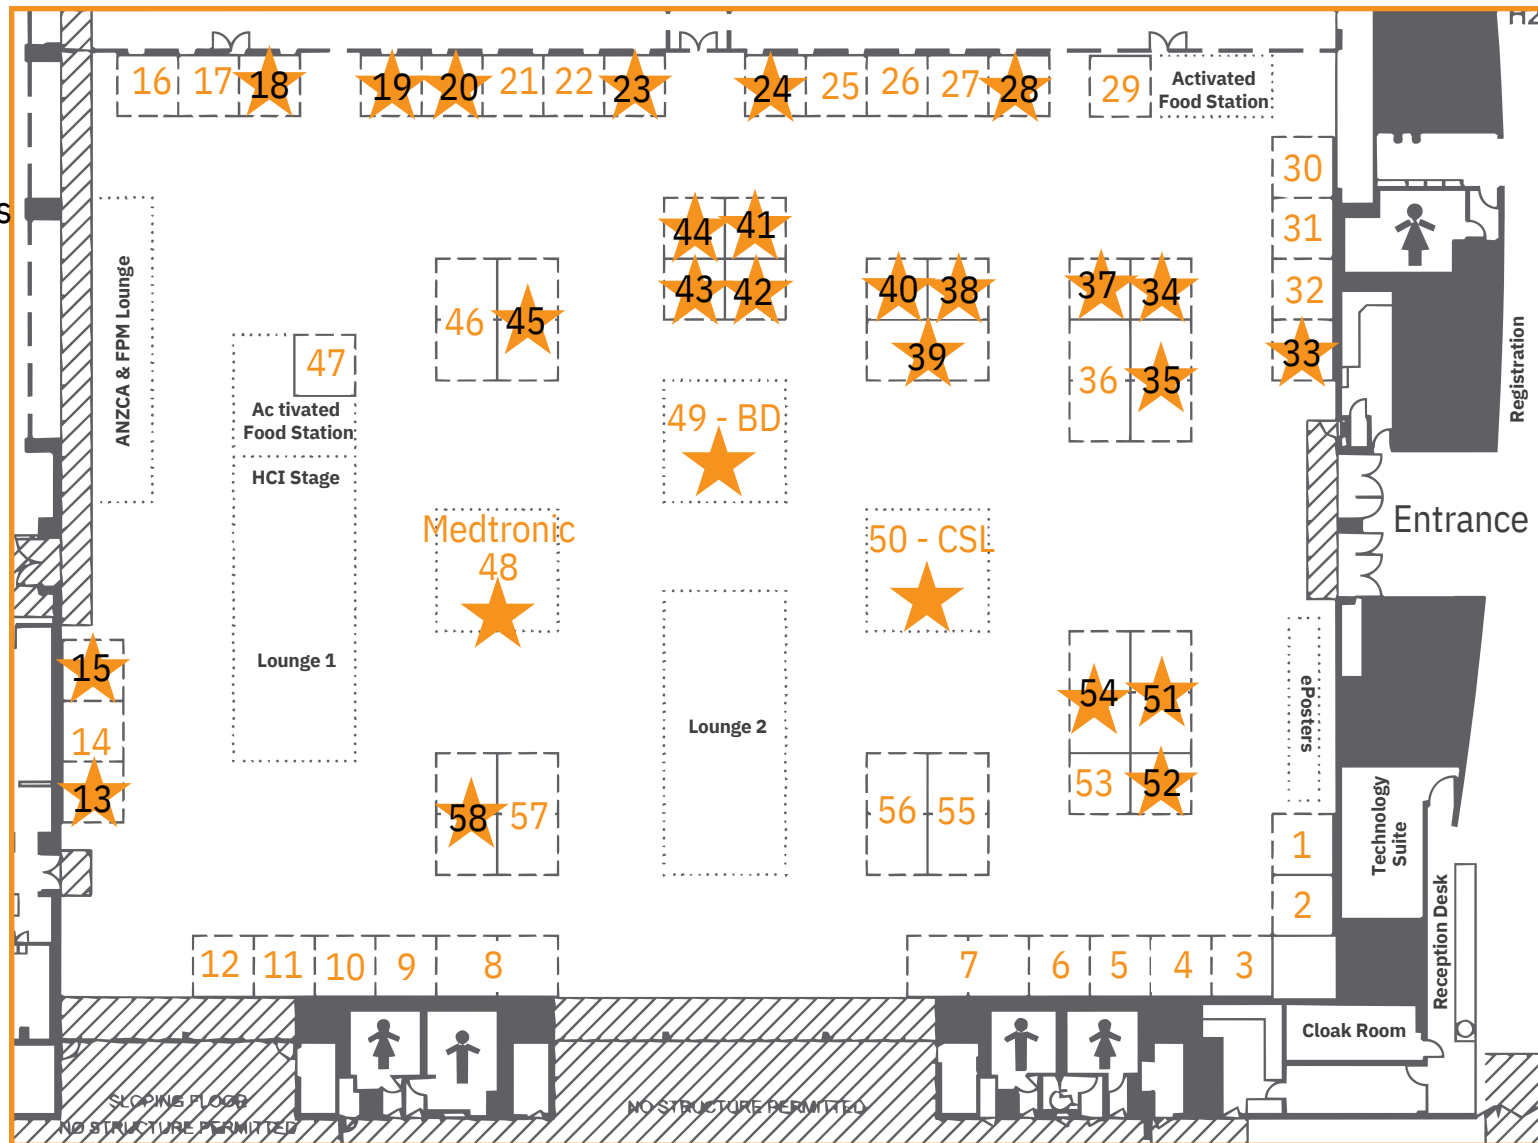 H2
16 17 18 19 20 21 22 23 24 25 26 27 28 29
Activated
Food Station
30
s
44 41
31
43 42 40 38 37 34
32
ANZCA & FPM Lounge
46 45
39
33
47
36 35
Registration
Ac tivated
Food Station
49 - BD
HCI Stage
Medtronic
48
50 - CSL
Entrance
15
Lounge 1
54 51
ePosters
Lounge 2
14
13
53 52
58 57
56 55
Technology
Suite
1
2
12 11 10 9 8
7 6 5 4 3
Reception Desk
Cloak Room
SLOPING FLOOR
NO STRUCTURE PERMITTED
NO STRUCTURE PERMITTED